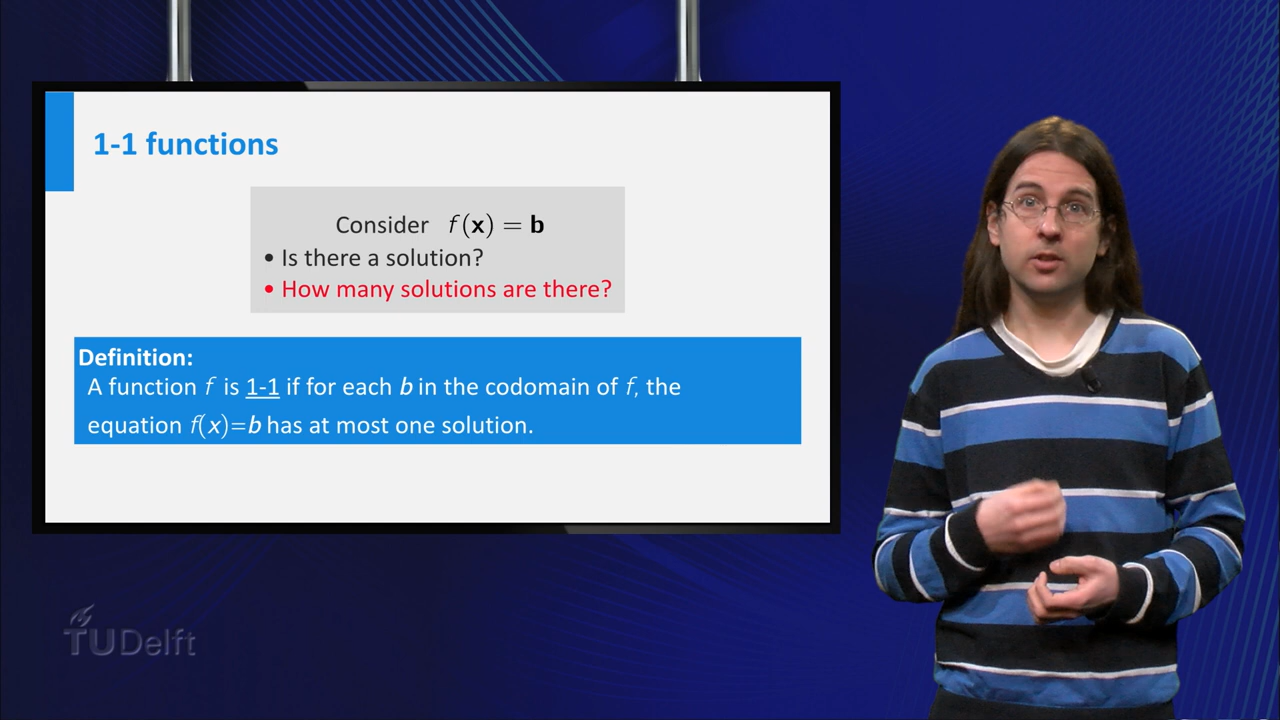 1-1 functions
Consider f(x) = b
• Is there a solution?
• How many solutions are there?
Definition:
A function f is 1-1 if for each b in the codomain of f, the
equation f(x)=b has at most one solution.
TUDelft